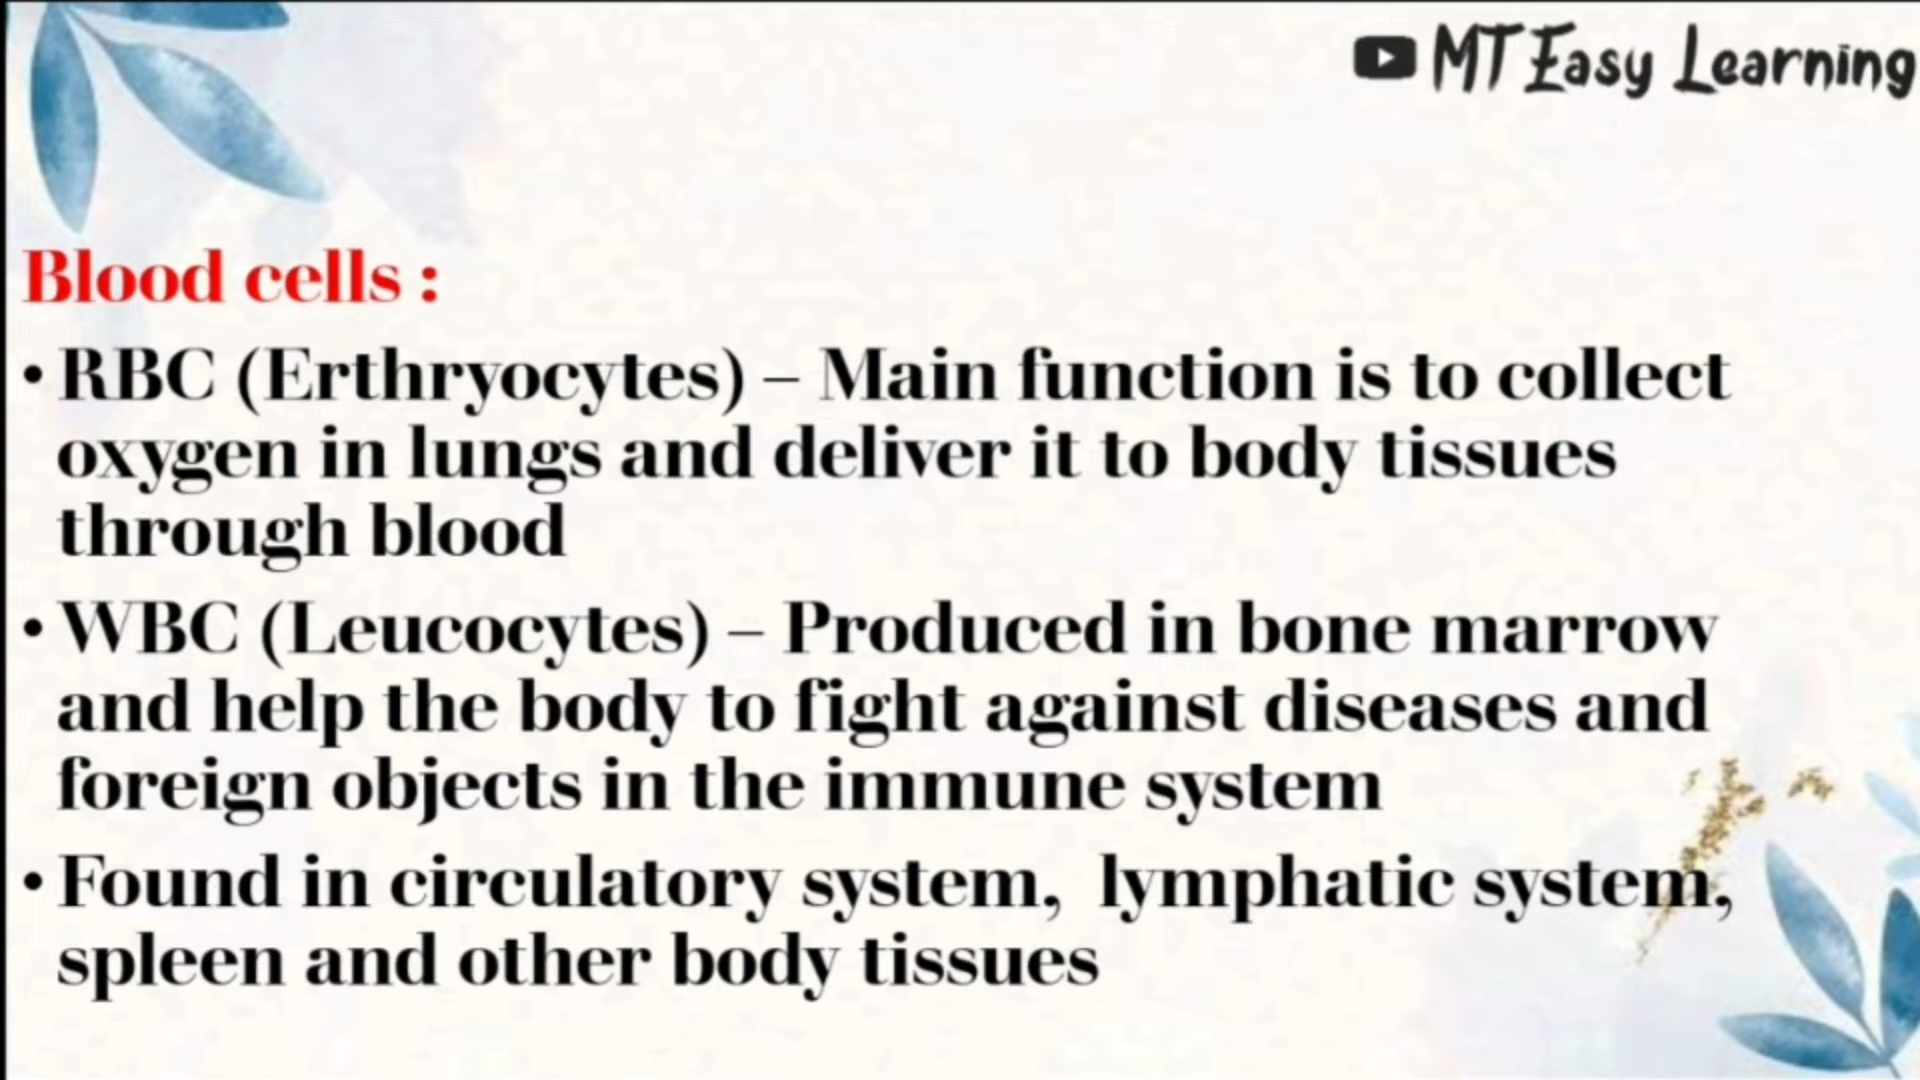 MT Easy Learning
Blood cells :
• RBC (Erthryocytes) – Main function is to collect
oxygen in lungs and deliver it to body tissues
through blood
• WBC (Leucocytes) – Produced in bone marrow
and help the body to fight against diseases and
foreign objects in the immune system
• Found in circulatory system, lymphatic system,
spleen and other body tissues